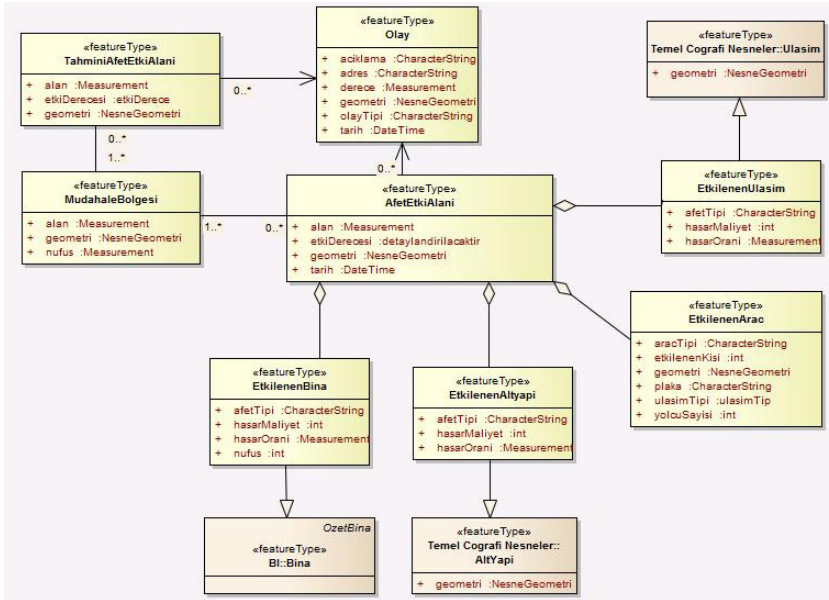 «featureType»
TahminiAfetEtkiAlani
+ alan :Measurement
+ etkiDerecesi :etkiDerece
+ geometri :NesneGeometri
«featureType»
Olay
+ aciklama :CharacterString
+ adres :CharacterString
+ derece :Measurement
+ geometri :NesneGeometri
+ olayTipi :CharacterString
+ tarih :DateTime
«featureType»
Temel Cografi Nesneler::Ulasim
+ geometri :NesneGeometri
0..*
0..*
1..*
0..*
«featureType»
MudahaleBolgesi
+ alan :Measurement
+ geometri :NesneGeometri
+ nufus :Measurement
1..*
0..*
«featureType»
AfetEtkiAlani
+ alan :Measurement
+ etkiDerecesi :detaylandirilacaktir
+ geometri :NesneGeometri
+ tarih :DateTime
«featureType»
EtkilenenUlasim
+ afetTipi :CharacterString
+ hasarMaliyet :int
+ hasarOrani :Measurement
«featureType»
EtkilenenArac
+ aracTipi :CharacterString
+ etkilenenKisi :int
+ geometri :NesneGeometri
+ plaka :CharacterString
+ ulasimTipi :ulasimTip
+ yolcuSayisi :int
«featureType»
EtkilenenBina
+ afetTipi :CharacterString
+ hasarMaliyet :int
+ hasarOrani :Measurement
+ nufus :int
«featureType»
EtkilenenAltyapi
+ afetTipi :CharacterString
+ hasarMaliyet :int
+ hasarOrani :Measurement
OzetBina
«featureType»
BI::Bina
«featureType»
Temel Cografi Nesneler::
AltYapi
+ geometri :NesneGeometri